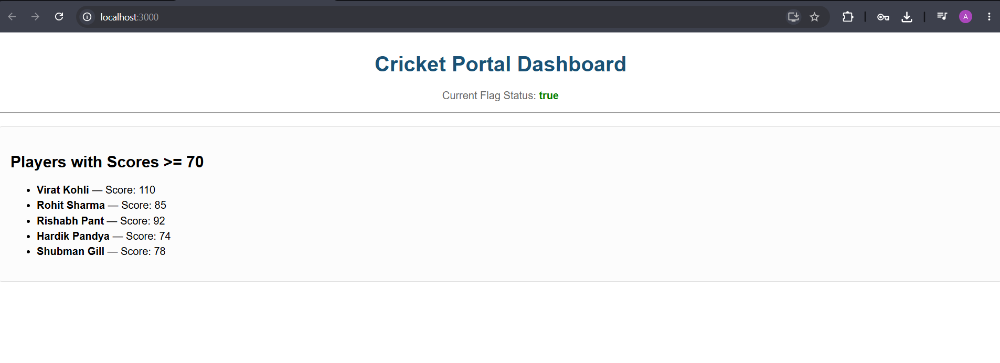 localhost:3000
A
Cricket Portal Dashboard
Current Flag Status: true
Players with Scores >= 70
• Virat Kohli — Score: 110
• Rohit Sharma — Score: 85
• Rishabh Pant — Score: 92
• Hardik Pandya — Score: 74
• Shubman Gill — Score: 78